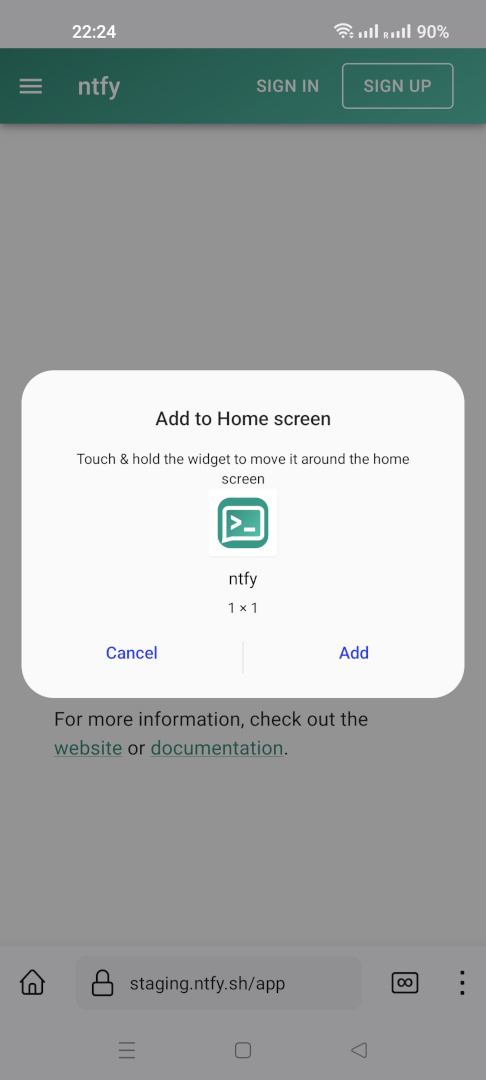 22:24
R
90%
ntfy
SIGN IN
SIGN UP
Add to Home screen
Touch & hold the widget to move it around the home
screen
>_
ntfy
1 × 1
Cancel
Add
For more information, check out the
website or documentation.
staging.ntfy.sh/app
∞